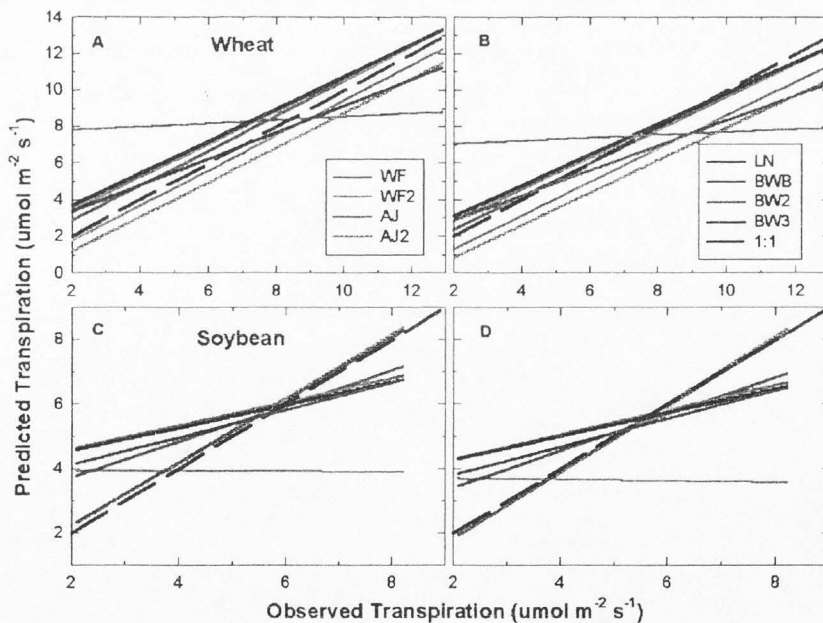 A
Wheat
B
14
12
10
8
6
4
2
0
WF
WF2
AJ
AJ2
LN
BWB
BW2
BW3
1:1
2 4 6 8 10 12
2 4 6 8 10 12
C
Soybean
D
8
6
4
2
2 4 6 8
2 4 6 8
Predicted Transpiration (umol m-2 s-1)
Observed Transpiration (umol m-2 s-1)